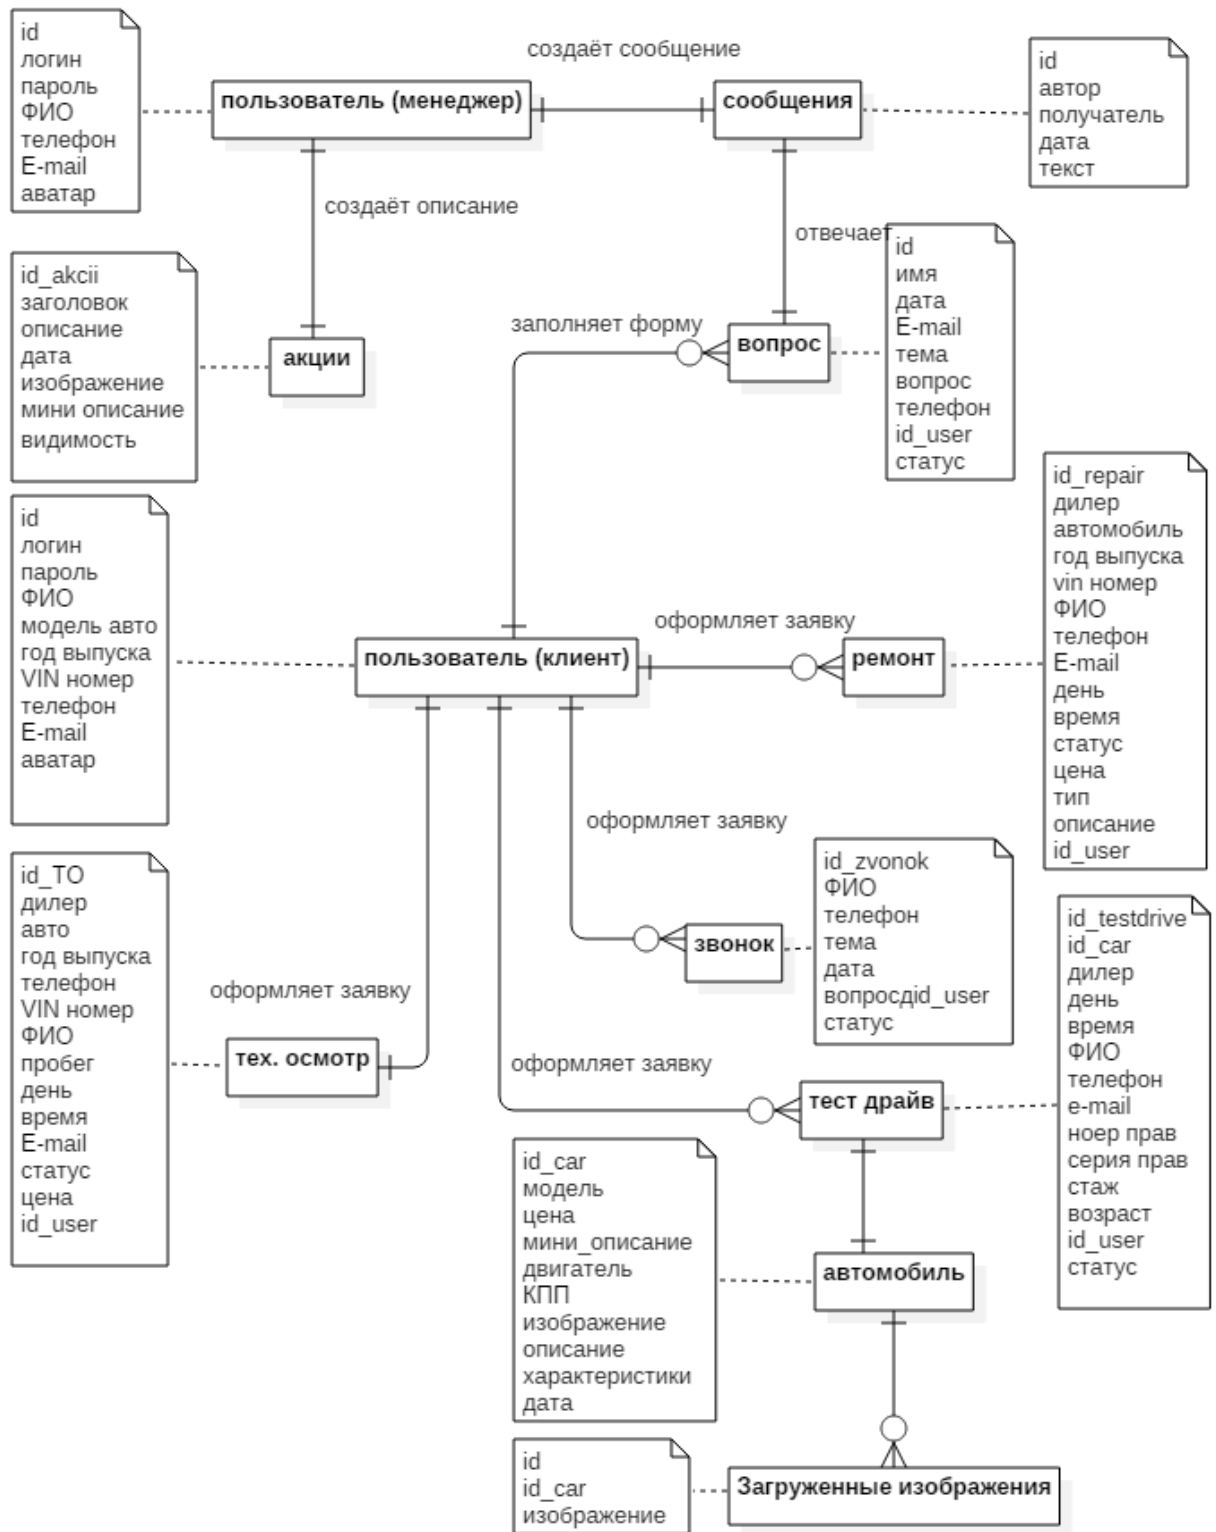 id
логин
пароль
ФИО
телефон
E-mail
аватар
пользователь (менеджер)
создаёт сообщение
сообщения
id
автор
получатель
дата
текст
создаёт описание
отвечает
id_akcii
заголовок
описание
дата
изображение
мини описание
видимость
акции
заполняет форму
вопрос
id
имя
дата
E-mail
тема
вопрос
телефон
id_user
статус
id
логин
пароль
ФИО
модель авто
год выпуска
VIN номер
телефон
E-mail
аватар
пользователь (клиент)
оформляет заявку
ремонт
id_repair
дилер
автомобиль
год выпуска
vin номер
ФИО
телефон
E-mail
день
время
статус
цена
тип
описание
id_user
оформляет заявку
звонок
id_zvonok
ФИО
телефон
тема
дата
вопросдid_user
статус
id_TO
дилер
авто
год выпуска
телефон
VIN номер
ФИО
пробег
день
время
E-mail
статус
цена
id_user
оформляет заявку
тех. осмотр
оформляет заявку
тест драйв
id_testdrive
id_car
дилер
день
время
ФИО
телефон
e-mail
ноер прав
серия прав
стаж
возраст
id_user
статус
id_car
модель
цена
мини_описание
двигатель
КПП
изображение
описание
характеристики
дата
автомобиль
id
id_car
изображение
Загруженные изображения